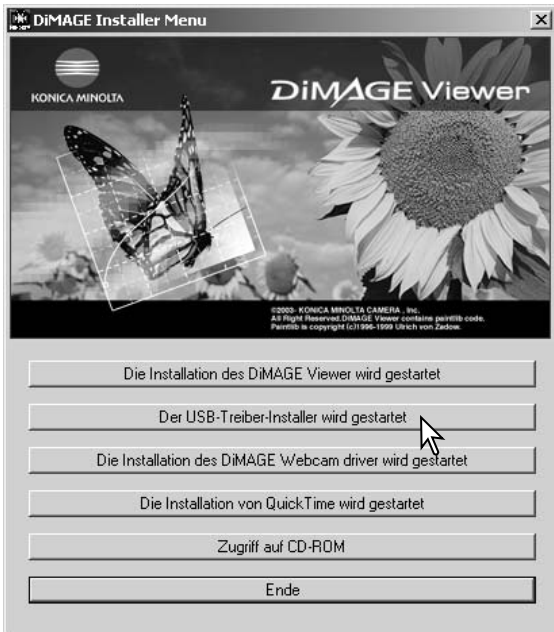 DiMAGE Installer Menu
KONICA MINOLTA
DiMAGE Viewer
©2003- KONICA MINOLTA CAMERA , Inc.
All Right Reserved.DiMAGE Viewer contains paintlib code.
Paintlib is copyright (c)1996-1999 Ulrich von Zadow.
Die Installation des DiMAGE Viewer wird gestartet
Der USB-Treiber-Installer wird gestartet
Die Installation des DiMAGE Webcam driver wird gestartet
Die Installation von QuickTime wird gestartet
Zugriff auf CD-ROM
Ende